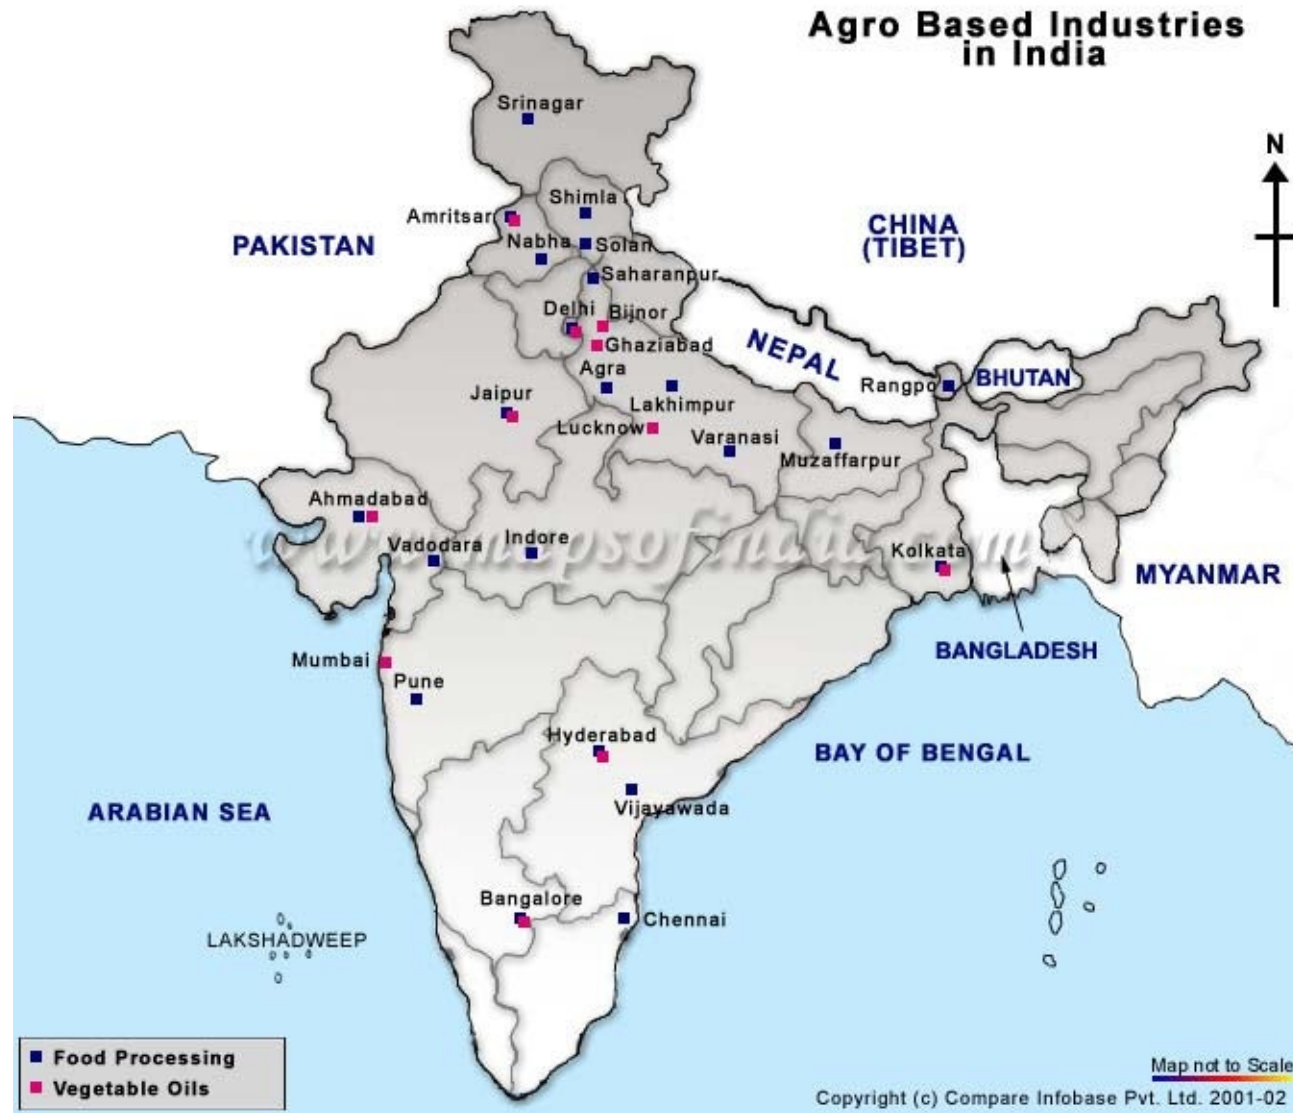 Agro Based Industries
in India
N
Srinagar
Shimla
Amritsar
CHINA
(TIBET)
PAKISTAN
Nabha
Solan
Saharanpur
Delhi
Bijnor
Ghaziabad
NEPAL
Agra
Rangpo
BHUTAN
Jaipur
Lakhimpur
Lucknow
Varanasi
Muzaffarpur
Ahmadabad
www.mapsofindia.com
Vadodara
Indore
Kolkata
MYANMAR
BANGLADESH
Mumbai
Pune
Hyderabad
BAY OF BENGAL
Vijayawada
ARABIAN SEA
Bangalore
Chennai
LAKSHADWEEP
Food Processing
Vegetable Oils
Map not to Scale
Copyright (c) Compare Infobase Pvt. Ltd. 2001-02